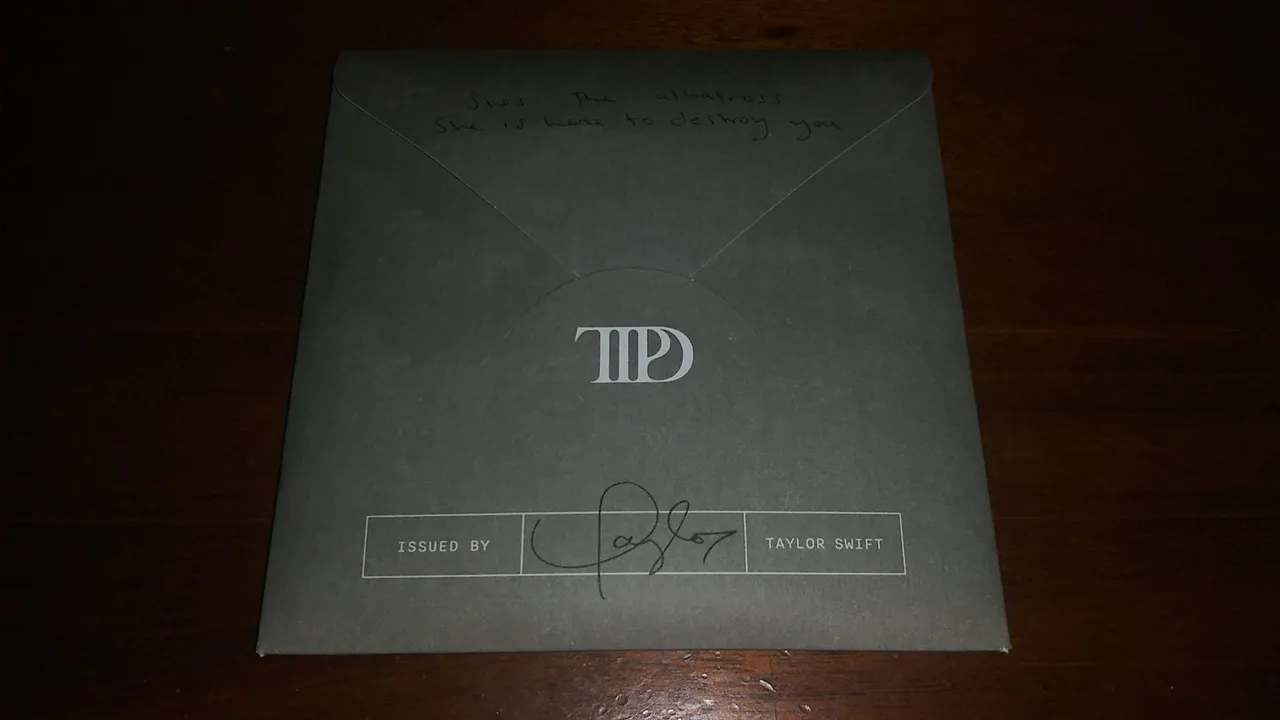 She's the albatross
She is here to destroy you
TTPD
ISSUED BY
Taylor
TAYLOR SWIFT